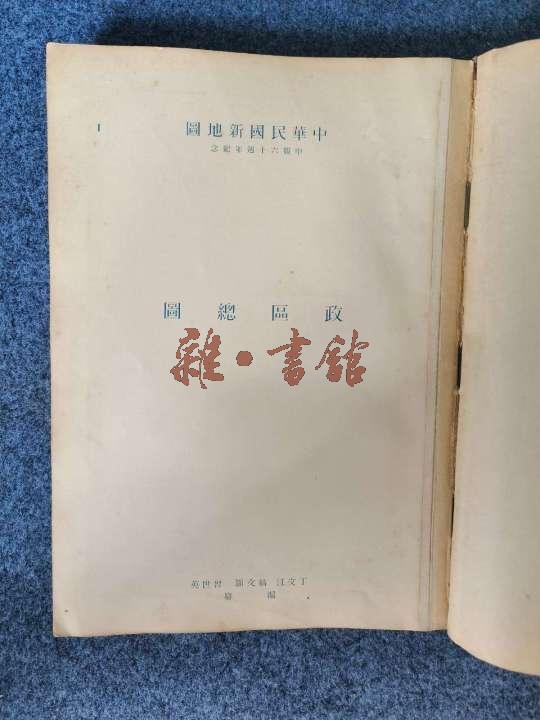 中華民國新地圖
1
申報六十週年紀念
政區總圖
雜·書館
丁文江 翁文灝 曾世英
編纂